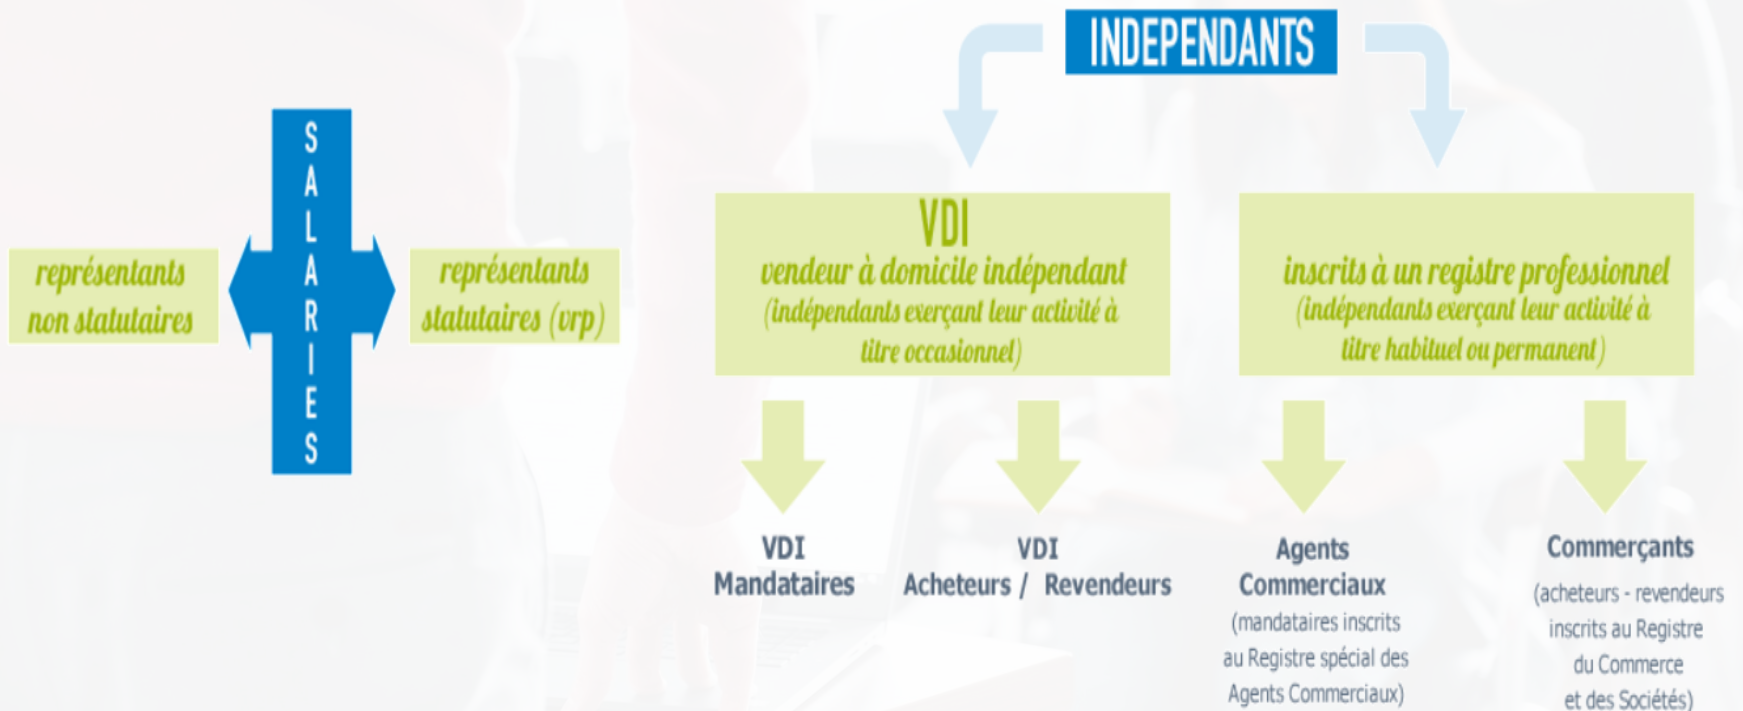 SALARIES
représentants
non statutaires
représentants
statutaires (vrp)
INDEPENDANTS
VDI
vendeur à domicile indépendant
(indépendants exerçant leur activité à
titre occasionnel)
inscrits à un registre professionnel
(indépendants exerçant leur activité à
titre habituel ou permanent)
VDI
Mandataires
VDI
Acheteurs / Revendeurs
Agents
Commerciaux
(mandataires inscrits
au Registre spécial des
Agents Commerciaux)
Commerçants
(acheteurs - revendeurs
inscrits au Registre
du Commerce
et des Sociétés)